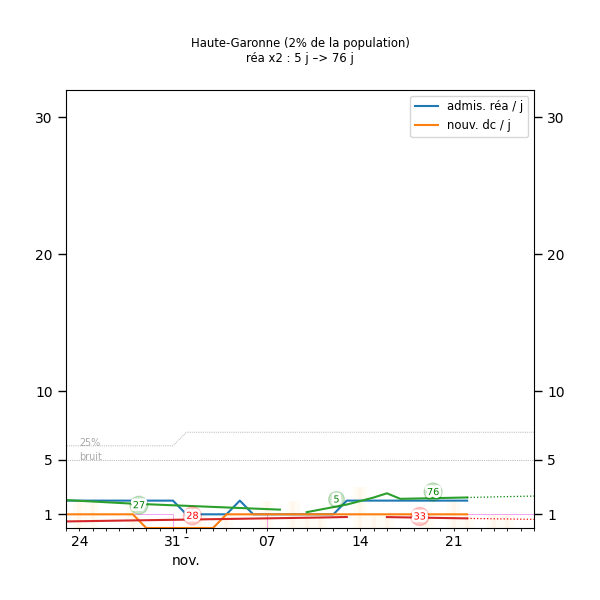 Haute-Garonne (2% de la population)
réa x2 : 5 j –> 76 j
admis. réa / j
nouv. dc / j
30 30
20 20
10 10
25%
bruit
5 5
27 28 5 76 33
1 1
24 31 - 07 14 21
nov.